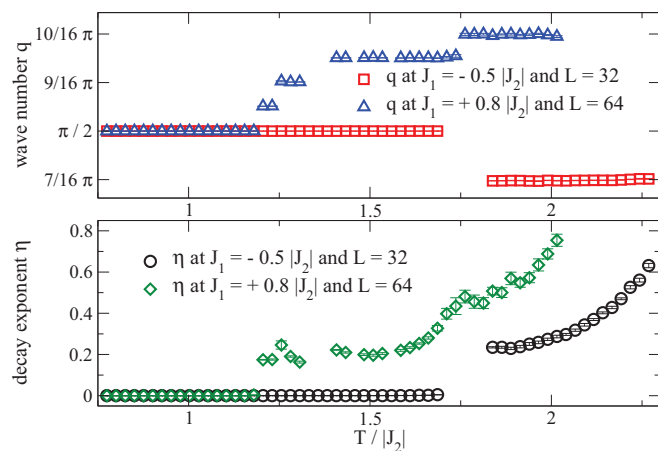 10/16 π
9/16 π
π / 2
7/16 π
wave number q
q at J₁ = - 0.5 |J₂| and L = 32
q at J₁ = + 0.8 |J₂| and L = 64
1
1.5
2
0.8
0.6
0.4
0.2
0
decay exponent η
η at J₁ = - 0.5 |J₂| and L = 32
η at J₁ = + 0.8 |J₂| and L = 64
1
1.5
2
T / |J₂|